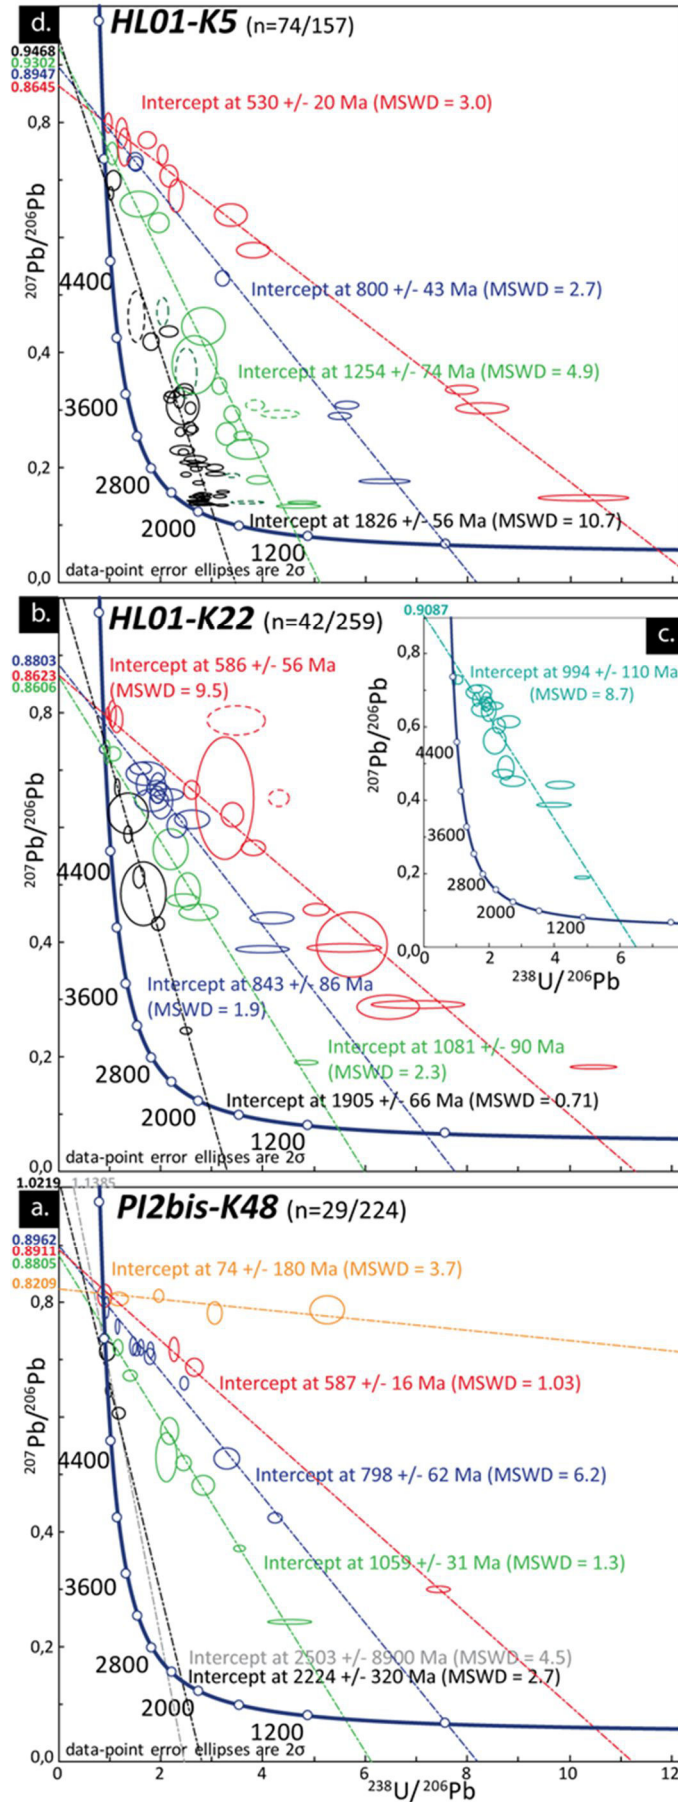 d.
HL01-K5 (n=74/157)
0.9468
0.9302
0.8947
0.8645
Intercept at 530 +/- 20 Ma (MSWD = 3.0)
0,8
207Pb/206Pb
4400
Intercept at 800 +/- 43 Ma (MSWD = 2.7)
0,4
Intercept at 1254 +/- 74 Ma (MSWD = 4.9)
3600
0,2
2800
2000
Intercept at 1826 +/- 56 Ma (MSWD = 10.7)
1200
data-point error ellipses are 2σ
0,0
0 2 4 6 8 10 12
b.
HL01-K22 (n=42/259)
0.8803
0.8623
0.8606
Intercept at 586 +/- 56 Ma
(MSWD = 9.5)
0,8
207Pb/206Pb
4400
0,4
3600
Intercept at 843 +/- 86 Ma
(MSWD = 1.9)
Intercept at 1081 +/- 90 Ma
(MSWD = 2.3)
0,2
2800
Intercept at 1905 +/- 66 Ma (MSWD = 0.71)
2000
1200
data-point error ellipses are 2σ
0,0
0.9087
c.
0,8
Intercept at 994 +/- 110 Ma
(MSWD = 8.7)
207Pb/206Pb
0,6
4400
0,4
3600
0,2
2800
2000
1200
0,0
0 2 4 6
238U/206Pb
1.0219
1.1385
a.
PI2bis-K48 (n=29/224)
0.8962
0.8911
0.8805
0.8209
Intercept at 74 +/- 180 Ma (MSWD = 3.7)
0,8
207Pb/206Pb
Intercept at 587 +/- 16 Ma (MSWD = 1.03)
4400
Intercept at 798 +/- 62 Ma (MSWD = 6.2)
0,4
Intercept at 1059 +/- 31 Ma (MSWD = 1.3)
3600
0,2
2800
Intercept at 2503 +/- 8900 Ma (MSWD = 4.5)
Intercept at 2224 +/- 320 Ma (MSWD = 2.7)
2000
1200
data-point error ellipses are 2σ
0,0
0 2 4 6 8 10 12
238U/206Pb